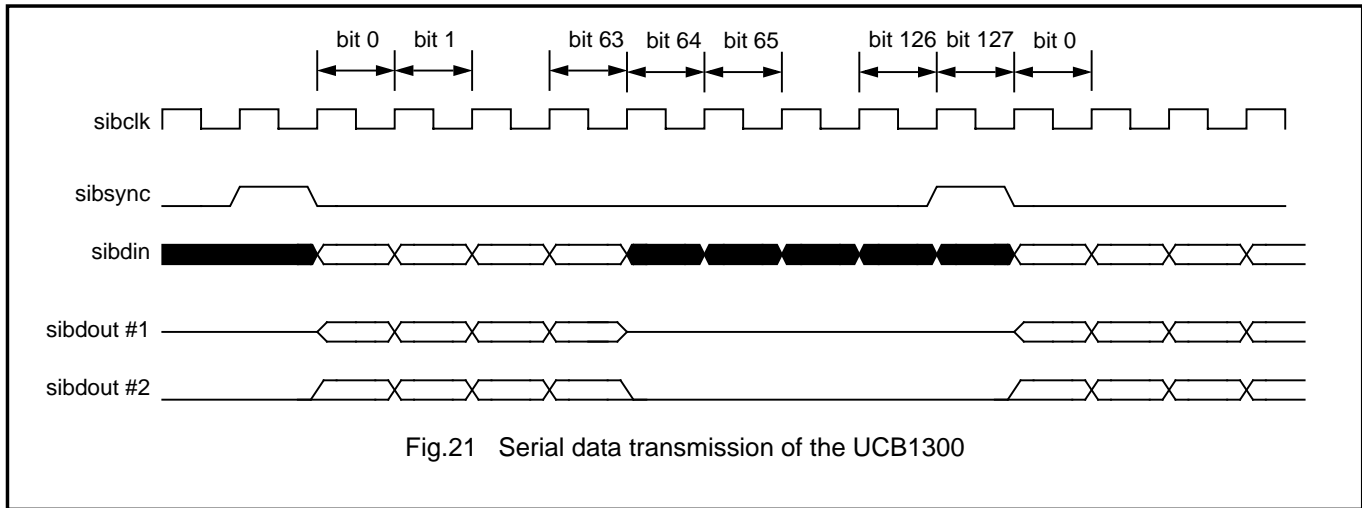 bit 0 bit 1 bit 63 bit 64 bit 65 bit 126 bit 127 bit 0
sibclk
sibsync
sibdin
sibdout #1
sibdout #2
Fig.21 Serial data transmission of the UCB1300